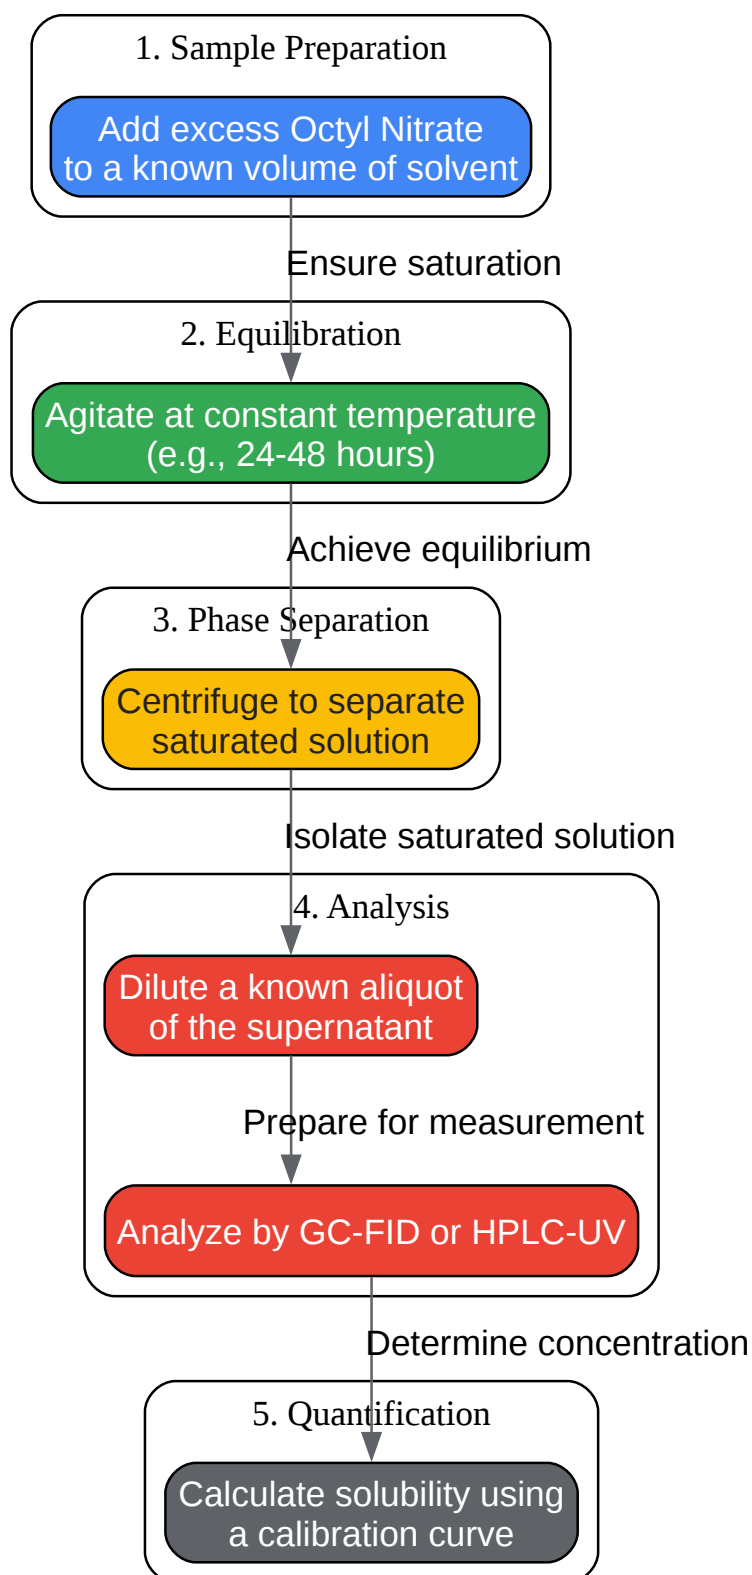 1. Sample Preparation
Add excess Octyl Nitrate
to a known volume of solvent
Ensure saturation
2. Equilibration
Agitate at constant temperature
(e.g., 24-48 hours)
Achieve equilibrium
3. Phase Separation
Centrifuge to separate
saturated solution
Isolate saturated solution
4. Analysis
Dilute a known aliquot
of the supernatant
Prepare for measurement
Analyze by GC-FID or HPLC-UV
Determine concentration
5. Quantification
Calculate solubility using
a calibration curve